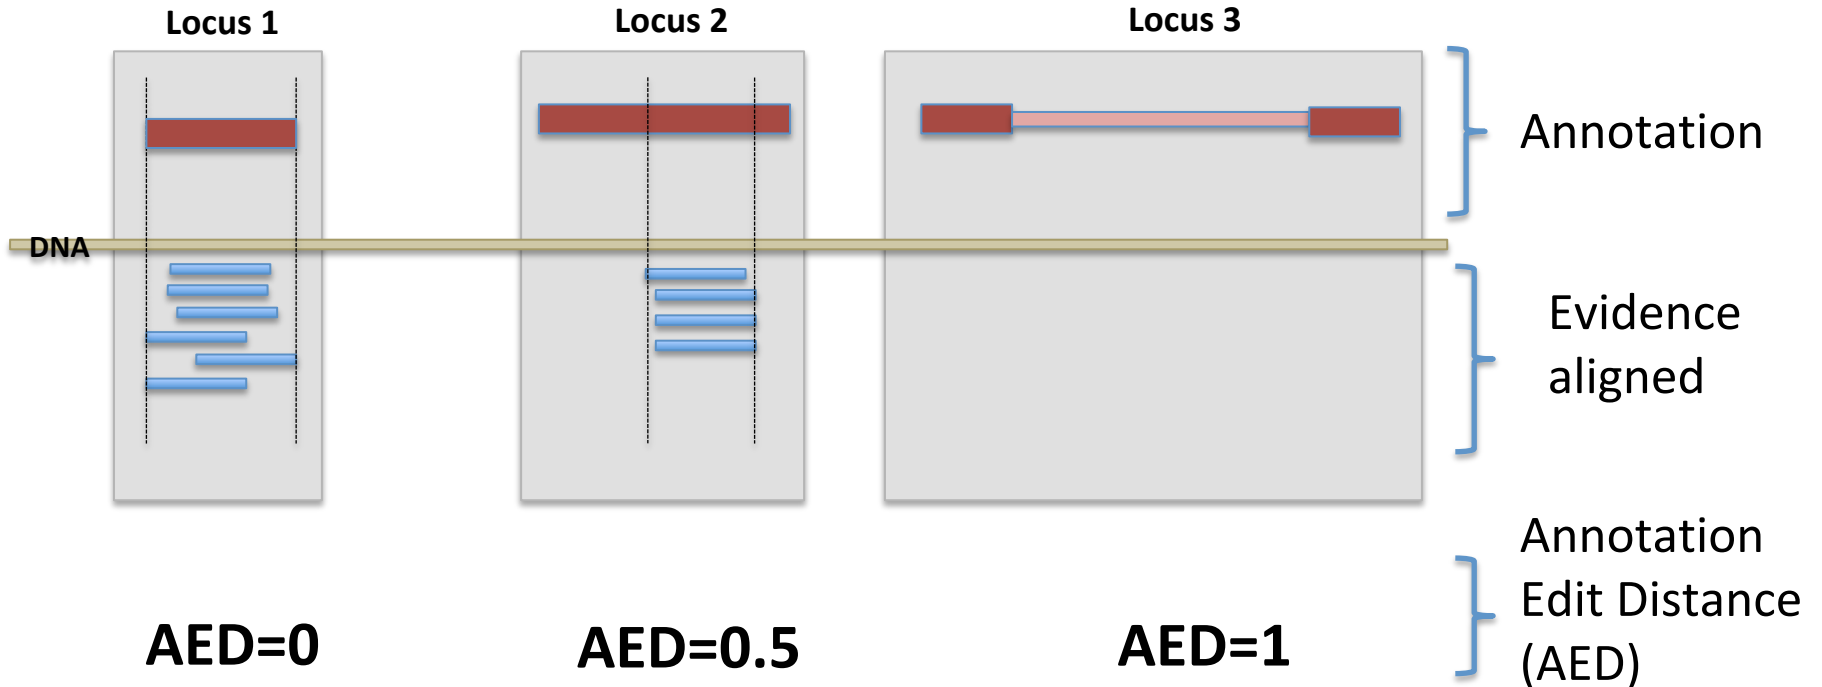 Locus 1
Locus 2
Locus 3
Annotation
DNA
Evidence
aligned
Annotation
Edit Distance
(AED)
AED=0
AED=0.5
AED=1